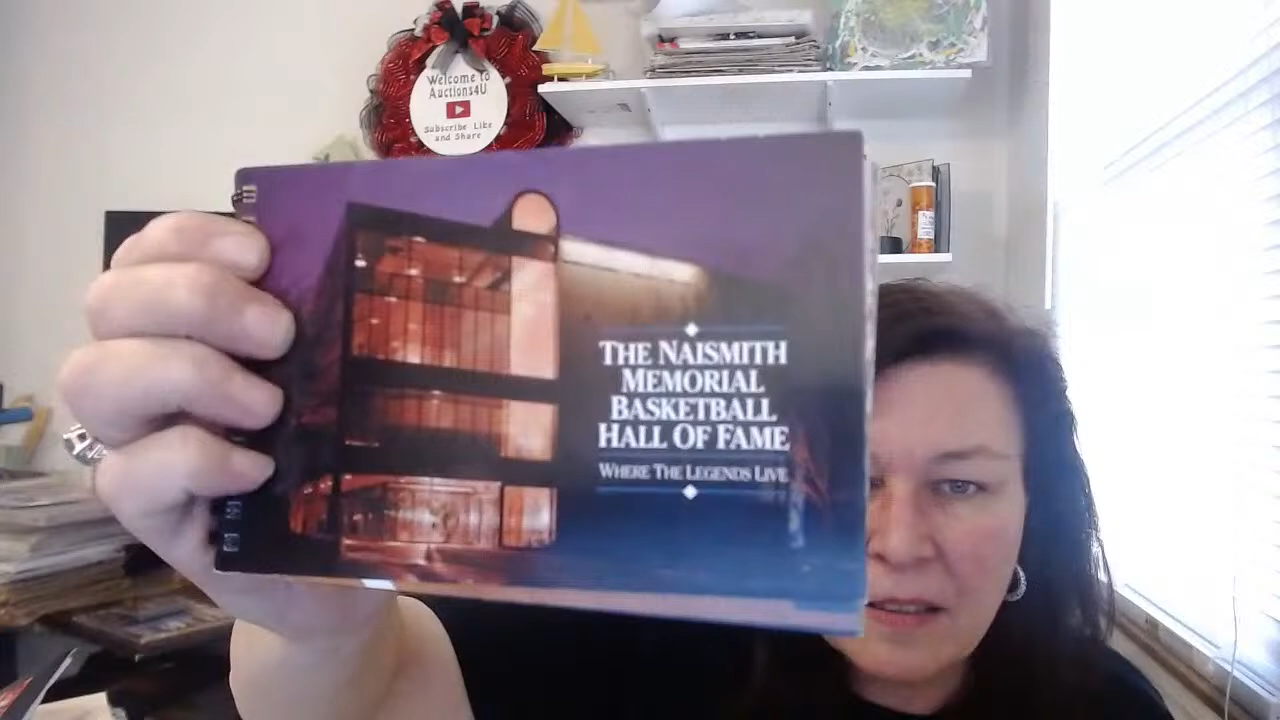 Welcome to
Auctions4U
Subscribe Like
and Share
THE NAISMITH
MEMORIAL
BASKETBALL
HALL OF FAME
WHERE THE LEGENDS LIVE